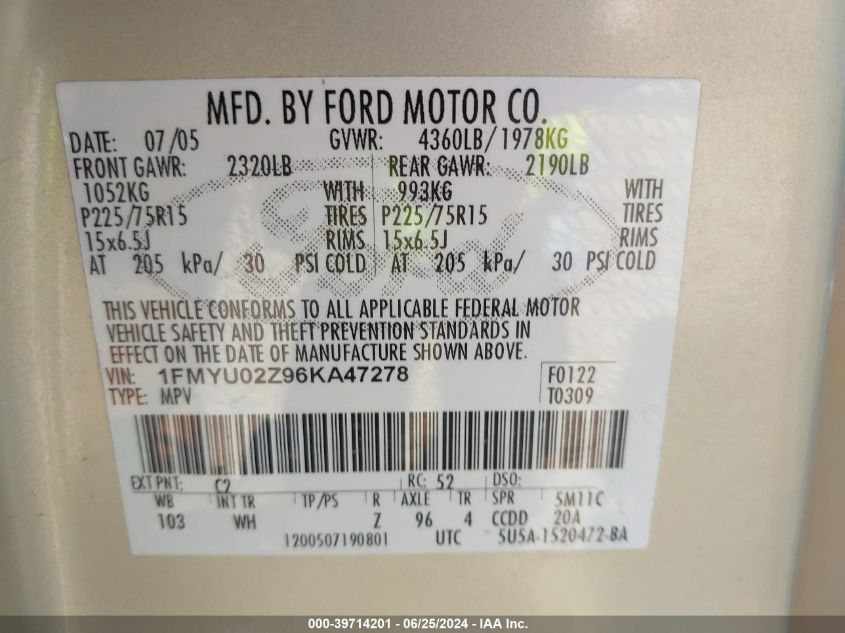 MFD. BY FORD MOTOR CO.
DATE: 07/05 GVWR: 4360LB/1978KG
FRONT GAWR: 2320LB REAR GAWR: 2190LB
1052KG WITH 993KG WITH
P225/75R15 TIRES P225/75R15 TIRES
15x6.5J RIMS 15x6.5J RIMS
AT 205 kPa/ 30 PSI COLD AT 205 kPa/ 30 PSI COLD
THIS VEHICLE CONFORMS TO ALL APPLICABLE FEDERAL MOTOR
VEHICLE SAFETY AND THEFT PREVENTION STANDARDS IN
EFFECT ON THE DATE OF MANUFACTURE SHOWN ABOVE.
VIN: 1FMYU02Z96KA47278 F0122
TYPE: MPV T0309
EXT PNT: C2 RC: 52 DSO:
WB INT TR TP/PS R AXLE TR SPR 5M11C
103 WH Z 96 4 CCDD 20A
1200507190801 UTC 5U5A-1520472-BA
000-39714201 - 06/25/2024 - IAA Inc.